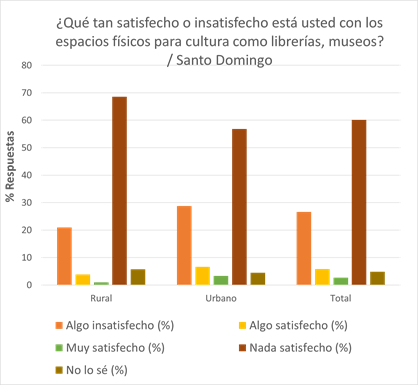 ¿Qué tan satisfecho o insatisfecho está usted con los
espacios físicos para cultura como librerías, museos?
/ Santo Domingo
% Respuestas
80
70
60
50
40
30
20
10
0
Rural Urbano Total
Algo insatisfecho (%) Algo satisfecho (%)
Muy satisfecho (%) Nada satisfecho (%)
No lo sé (%)